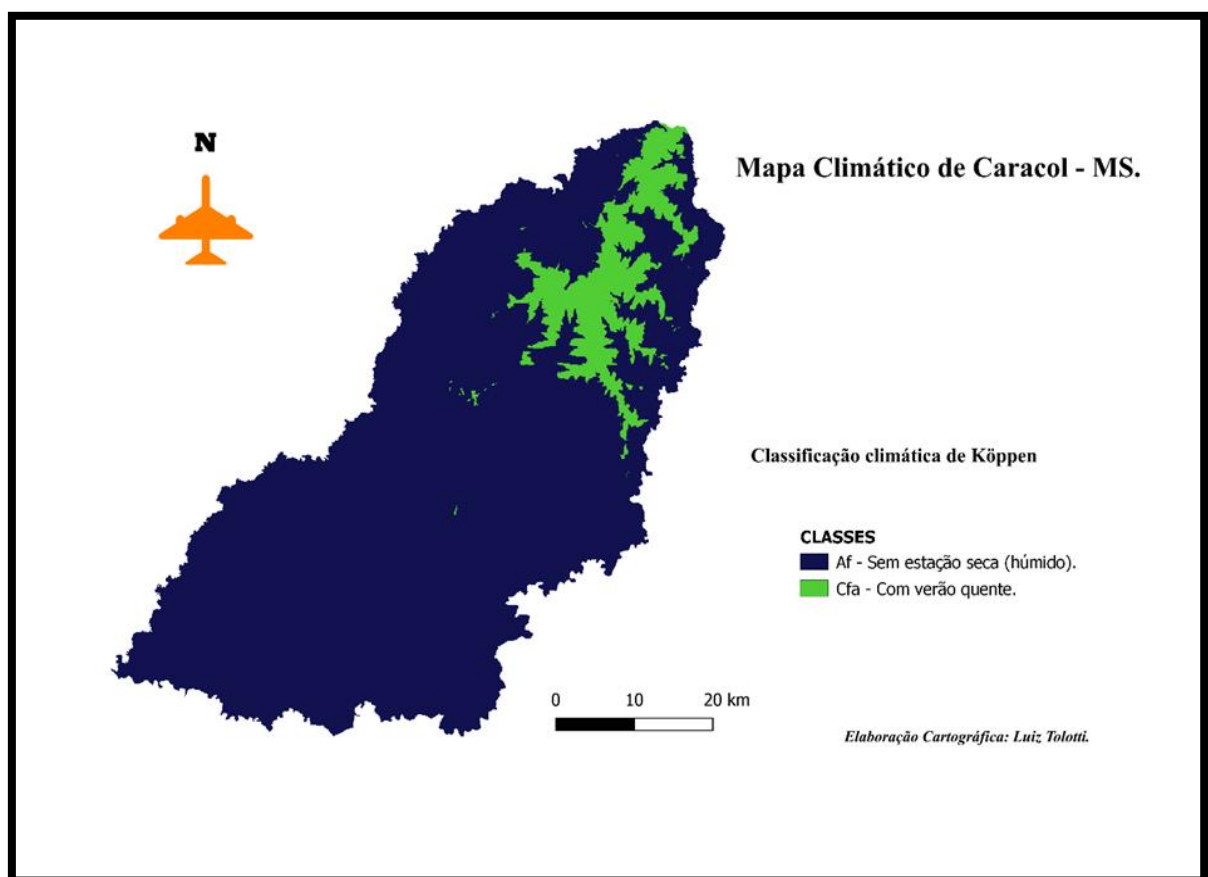 N
Mapa Climático de Caracol - MS.
Classificação climática de Köppen
CLASSES
Af - Sem estação seca (húmido).
Cfa - Com verão quente.
0 10 20 km
Elaboração Cartográfica: Luiz Tolotti.